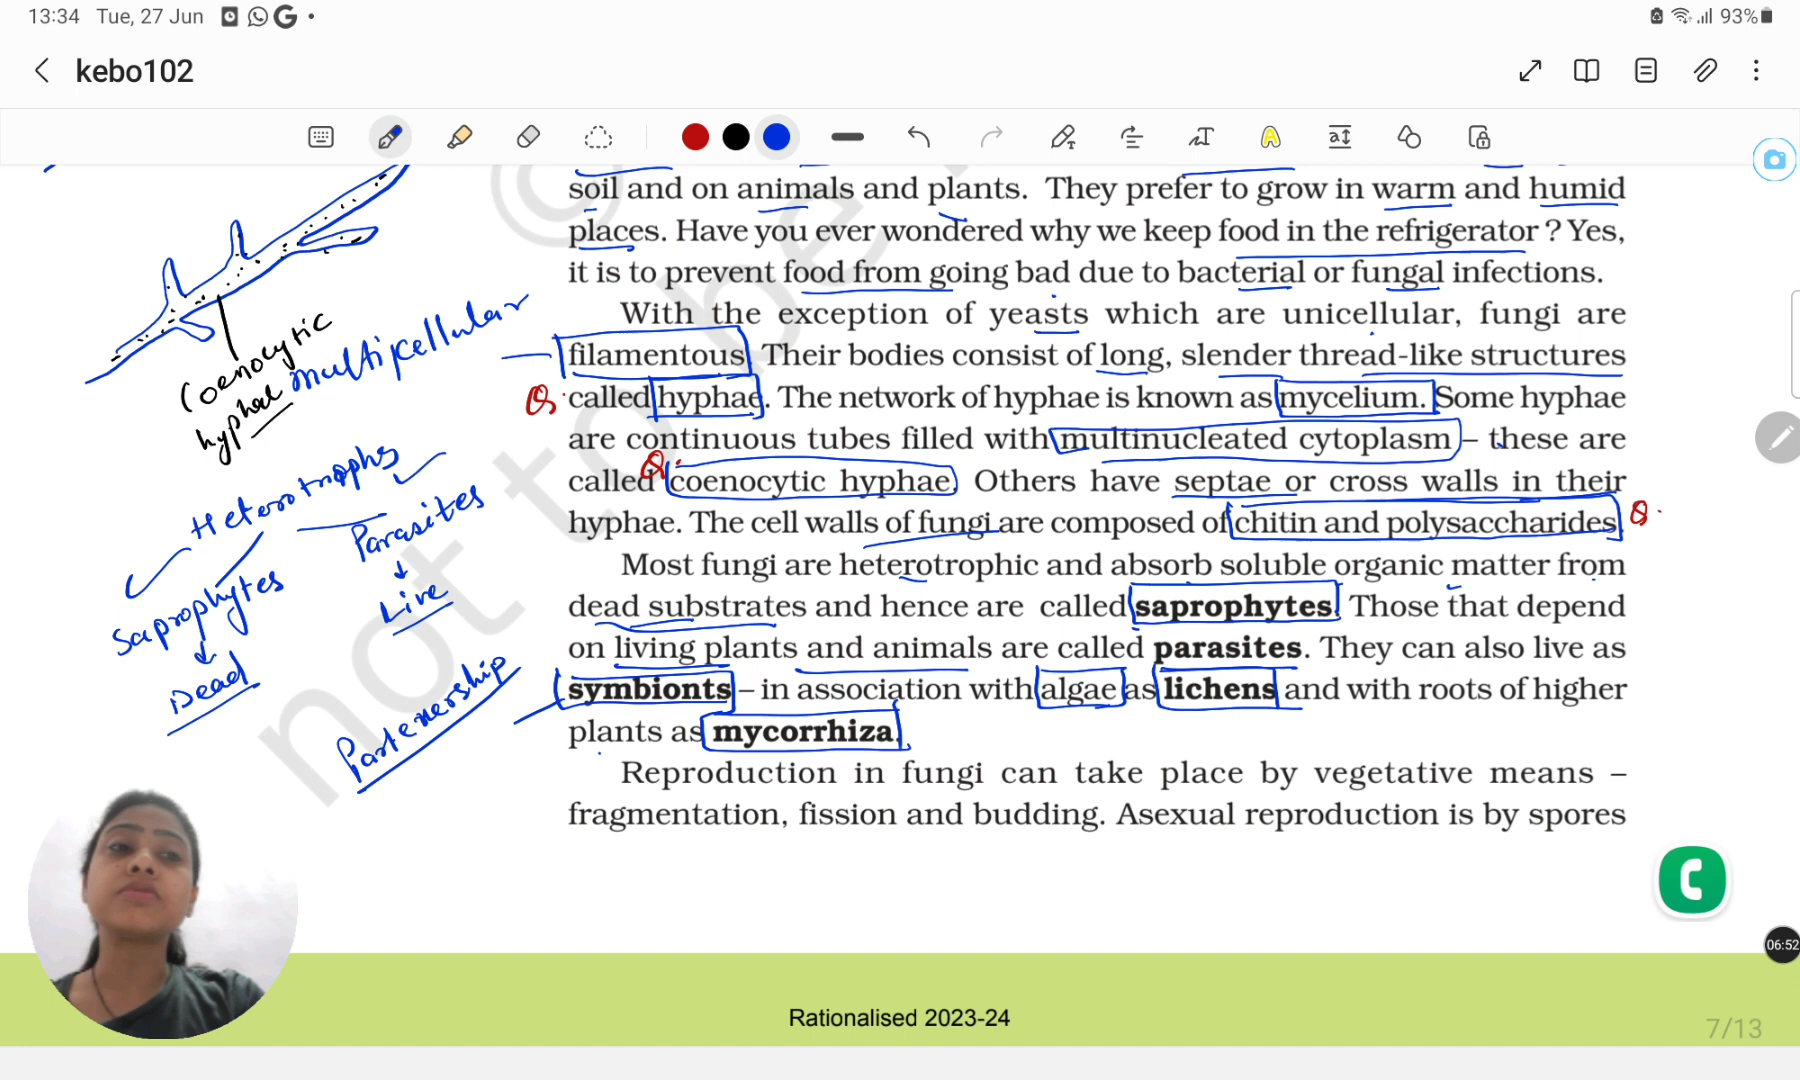 13:34 Tue, 27 Jun G
93%
kebo102
soil and on animals and plants. They prefer to grow in warm and humid
places. Have you ever wondered why we keep food in the refrigerator ? Yes,
it is to prevent food from going bad due to bacterial or fungal infections.
With the exception of yeasts which are unicellular, fungi are
filamentous. Their bodies consist of long, slender thread-like structures
called hyphae. The network of hyphae is known as mycelium. Some hyphae
are continuous tubes filled with multinucleated cytoplasm – these are
called coenocytic hyphae. Others have septae or cross walls in their
hyphae. The cell walls of fungi are composed of chitin and polysaccharides.
Most fungi are heterotrophic and absorb soluble organic matter from
dead substrates and hence are called saprophytes. Those that depend
on living plants and animals are called parasites. They can also live as
symbionts – in association with algae as lichens and with roots of higher
plants as mycorrhiza.
Reproduction in fungi can take place by vegetative means –
fragmentation, fission and budding. Asexual reproduction is by spores
Coenocytic
hyphal
multicellular
Q.
Q.
Q.
Heterotrophs
Saprophytes
Dead
Parasites
Live
Partenership
not to be
©
06:52
Rationalised 2023-24
7/13